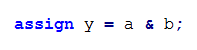 assign y = a & b;